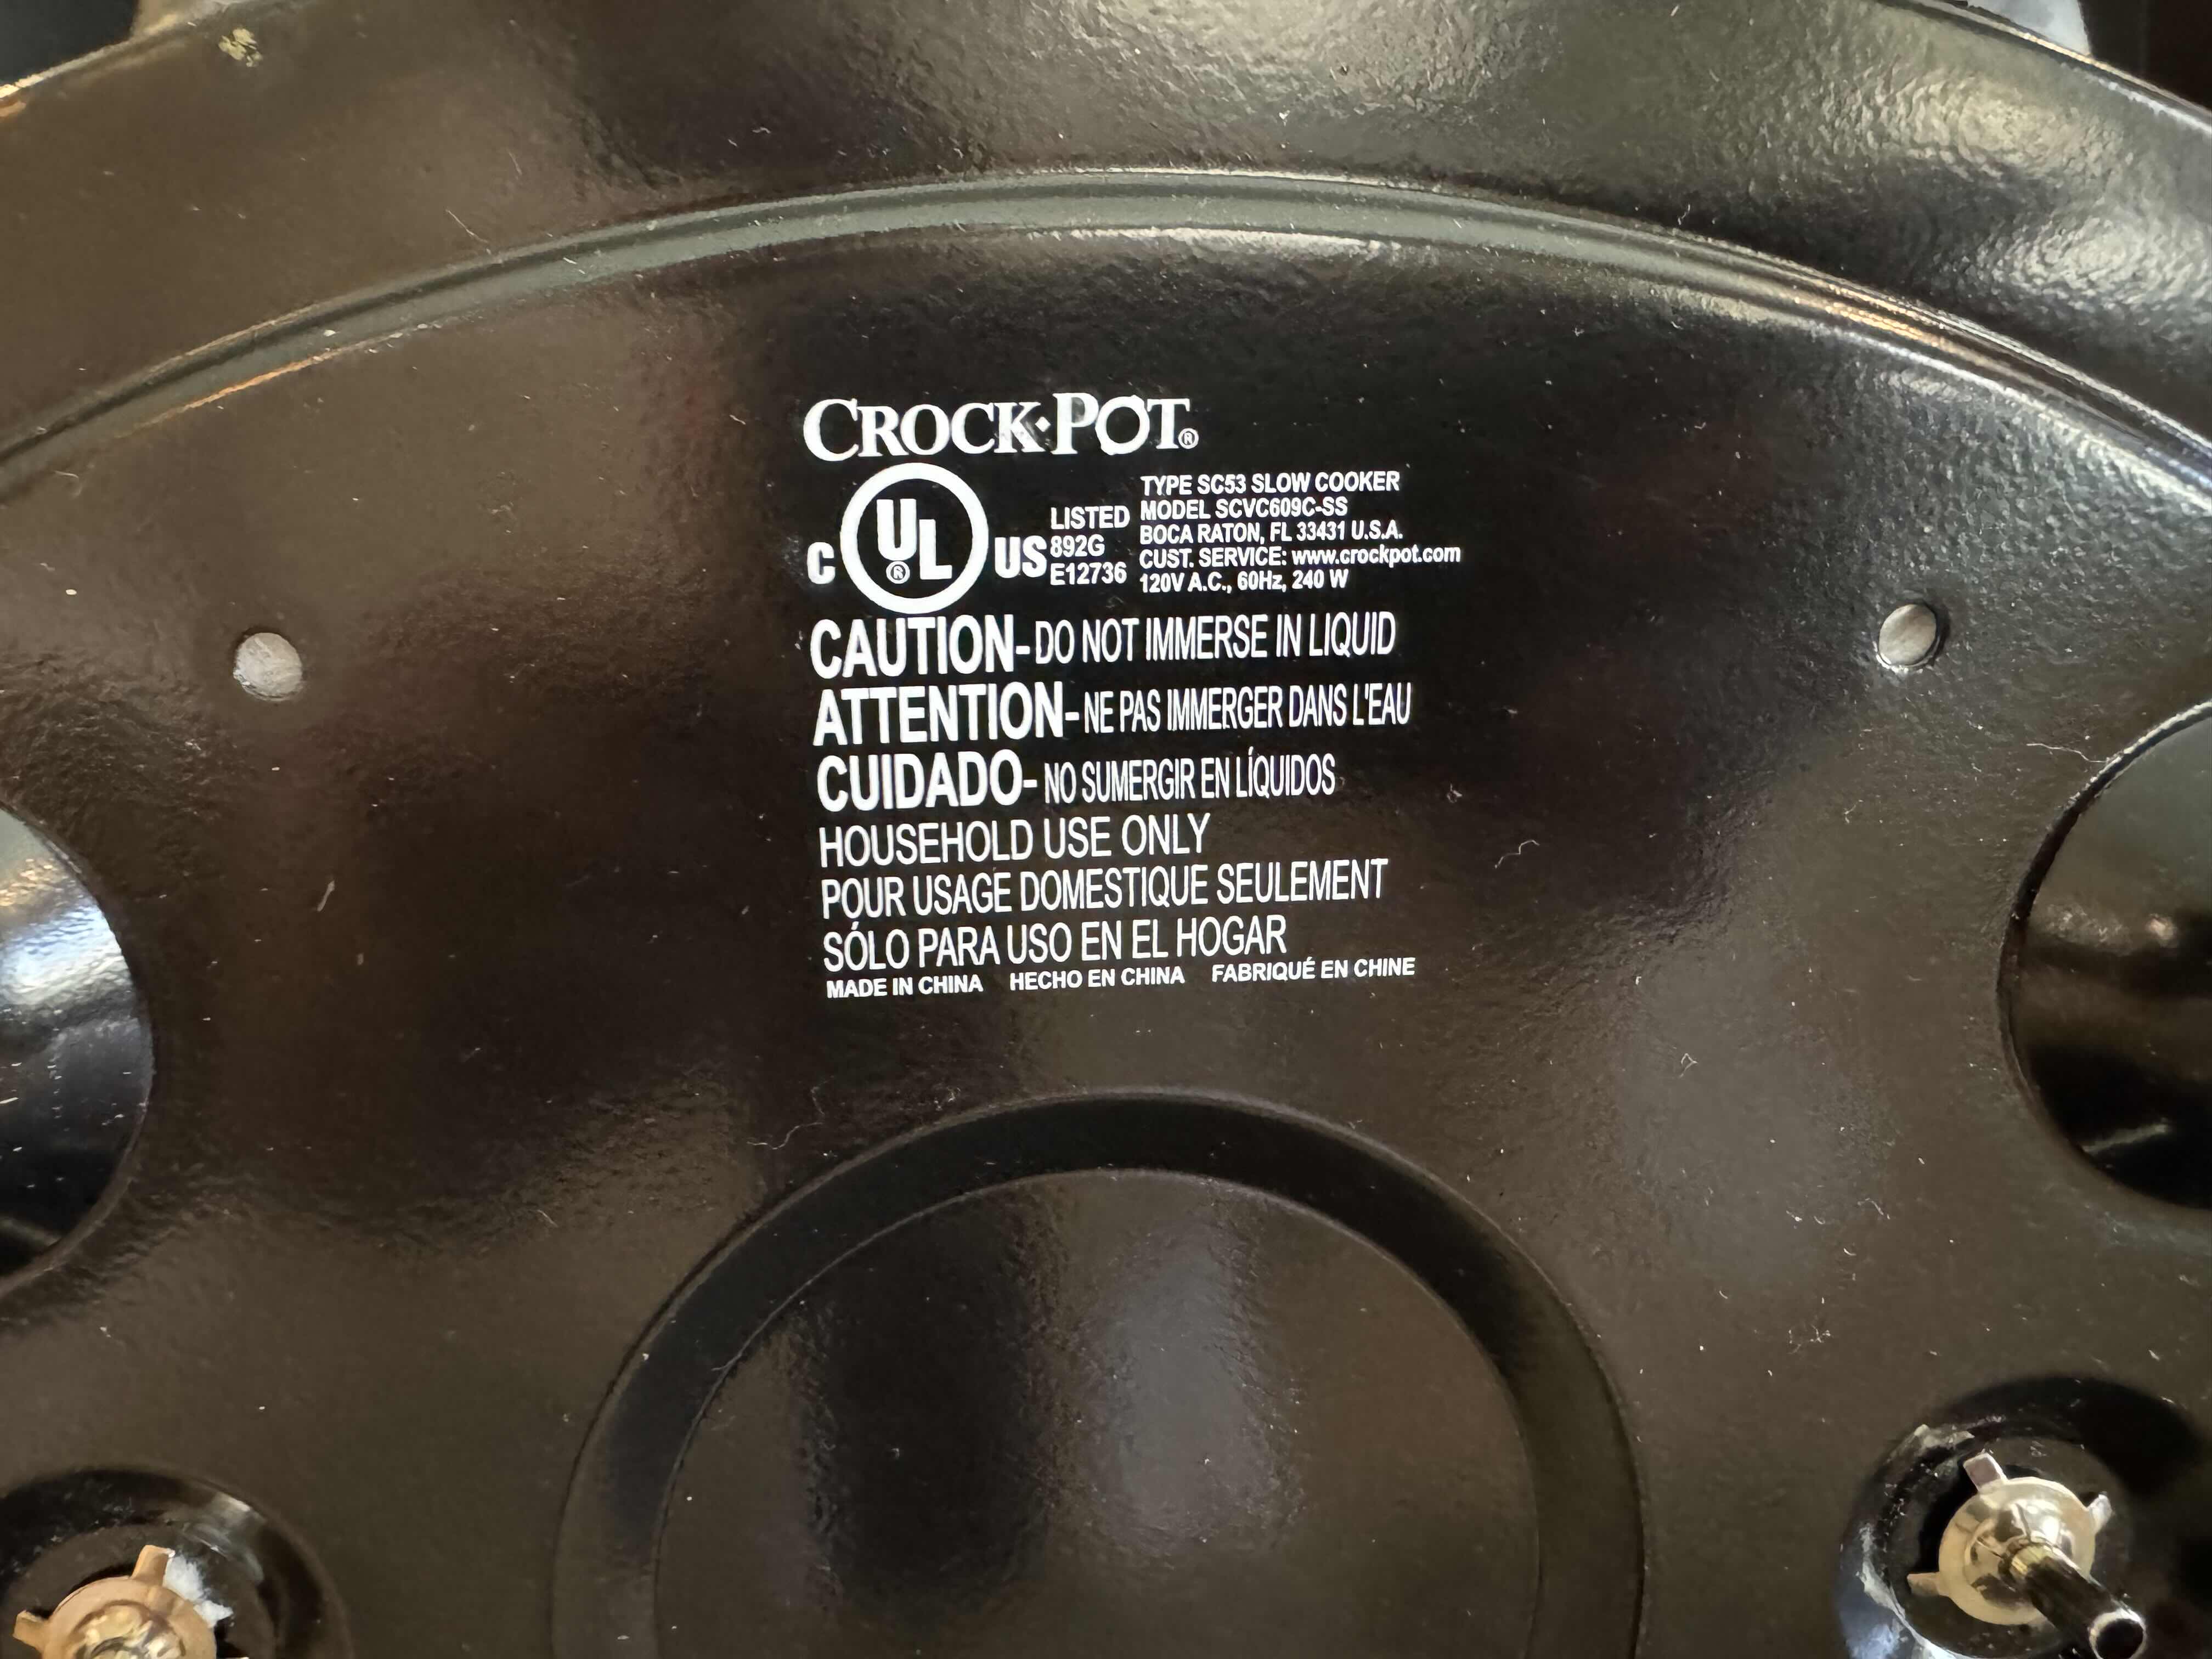 CROCK·POT®
C UL® US
LISTED
892G
E12736
TYPE SC53 SLOW COOKER
MODEL SCVC609C-SS
BOCA RATON, FL 33431 U.S.A.
CUST. SERVICE: www.crockpot.com
120V A.C., 60Hz, 240 W
CAUTION-DO NOT IMMERSE IN LIQUID
ATTENTION-NE PAS IMMERGER DANS L'EAU
CUIDADO- NO SUMERGIR EN LÍQUIDOS
HOUSEHOLD USE ONLY
POUR USAGE DOMESTIQUE SEULEMENT
SÓLO PARA USO EN EL HOGAR
MADE IN CHINA HECHO EN CHINA FABRIQUÉ EN CHINE